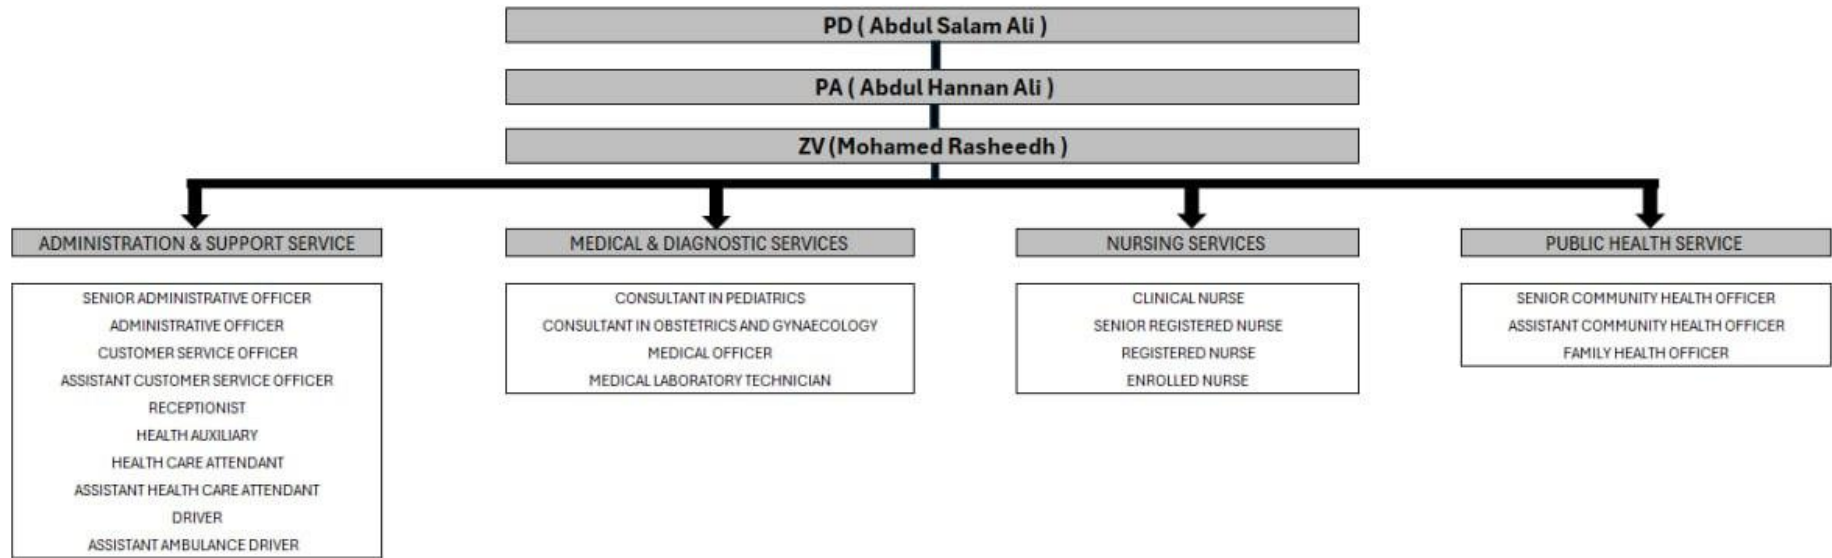 PD ( Abdul Salam Ali )
PA ( Abdul Hannan Ali )
ZV (Mohamed Rasheedh )
ADMINISTRATION & SUPPORT SERVICE
SENIOR ADMINISTRATIVE OFFICER
ADMINISTRATIVE OFFICER
CUSTOMER SERVICE OFFICER
ASSISTANT CUSTOMER SERVICE OFFICER
RECEPTIONIST
HEALTH AUXILIARY
HEALTH CARE ATTENDANT
ASSISTANT HEALTH CARE ATTENDANT
DRIVER
ASSISTANT AMBULANCE DRIVER
MEDICAL & DIAGNOSTIC SERVICES
CONSULTANT IN PEDIATRICS
CONSULTANT IN OBSTETRICS AND GYNAECOLOGY
MEDICAL OFFICER
MEDICAL LABORATORY TECHNICIAN
NURSING SERVICES
CLINICAL NURSE
SENIOR REGISTERED NURSE
REGISTERED NURSE
ENROLLED NURSE
PUBLIC HEALTH SERVICE
SENIOR COMMUNITY HEALTH OFFICER
ASSISTANT COMMUNITY HEALTH OFFICER
FAMILY HEALTH OFFICER